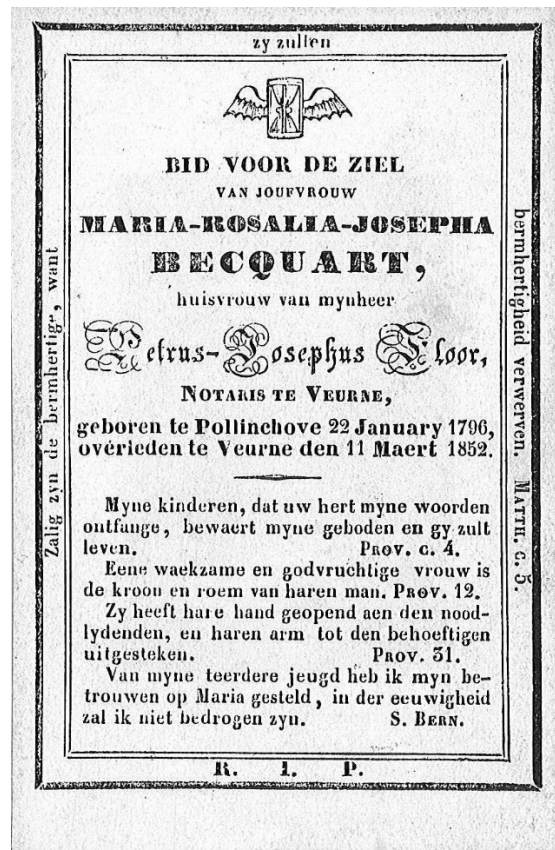 Zalig zyn de bermhertige, want
zy zullen
bermhertigheid verwerven. MATTH. c. 5.
BID VOOR DE ZIEL
VAN JOUFVROUW
MARIA-ROSALIA-JOSEPHA
BECQUART,
huisvrouw van mynheer
Petrus-Josephus Floor,
NOTARIS TE VEURNE,
geboren te Pollinchove 22 January 1796,
overleden te Veurne den 11 Maert 1852.
Myne kinderen, dat uw hert myne woorden
ontfange, bewaert myne geboden en gy zult
leven. PROV. c. 4.
Eene waekzame en godvruchtige vrouw is
de kroon en roem van haren man. PROV. 12.
Zy heeft hare hand geopend aen den nood-
lydenden, en haren arm tot den behoeftigen
uitgesteken. PROV. 31.
Van myne teerdere jeugd heb ik myn be-
trouwen op Maria gesteld, in der eeuwigheid
zal ik niet bedrogen zyn. S. BERN.
R. I. P.